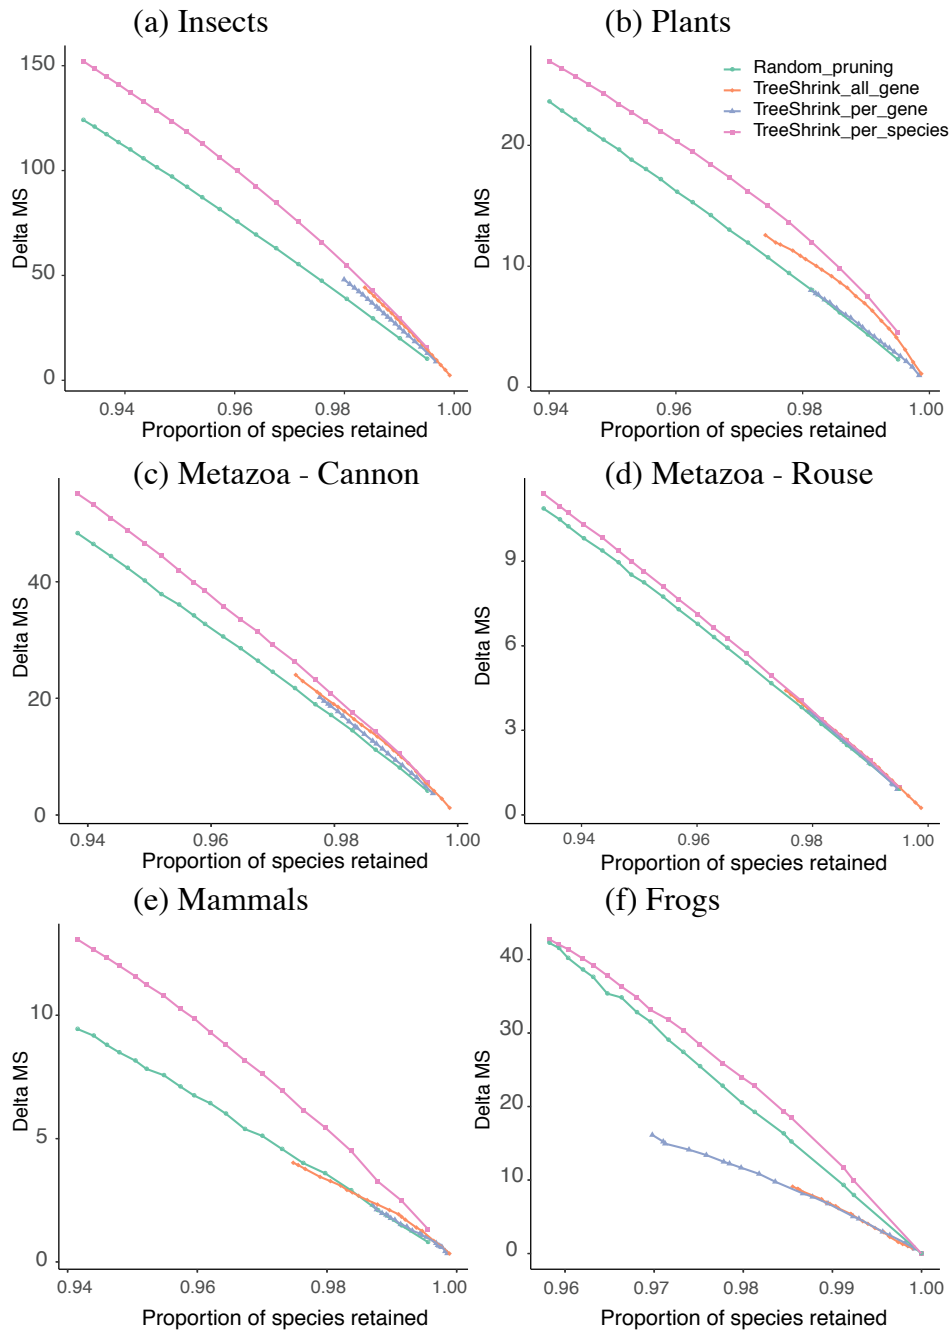 (a) Insects
150
100
50
0
Delta MS
0.94 0.96 0.98 1.00
Proportion of species retained
(b) Plants
Random_pruning
TreeShrink_all_gene
TreeShrink_per_gene
TreeShrink_per_species
20
10
0
Delta MS
0.94 0.96 0.98 1.00
Proportion of species retained
(c) Metazoa - Cannon
40
20
0
Delta MS
0.94 0.96 0.98 1.00
Proportion of species retained
(d) Metazoa - Rouse
9
6
3
0
Delta MS
0.94 0.96 0.98 1.00
Proportion of species retained
(e) Mammals
10
5
0
Delta MS
0.94 0.96 0.98 1.00
Proportion of species retained
(f) Frogs
40
30
20
10
0
Delta MS
0.96 0.97 0.98 0.99 1.00
Proportion of species retained